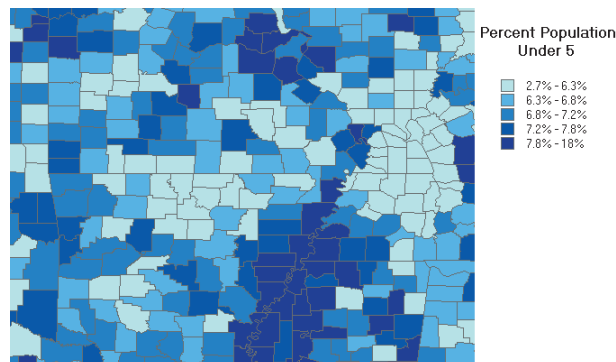 Percent Population
Under 5
2.7% - 6.3%
6.3% - 6.8%
6.8% - 7.2%
7.2% - 7.8%
7.8% - 18%